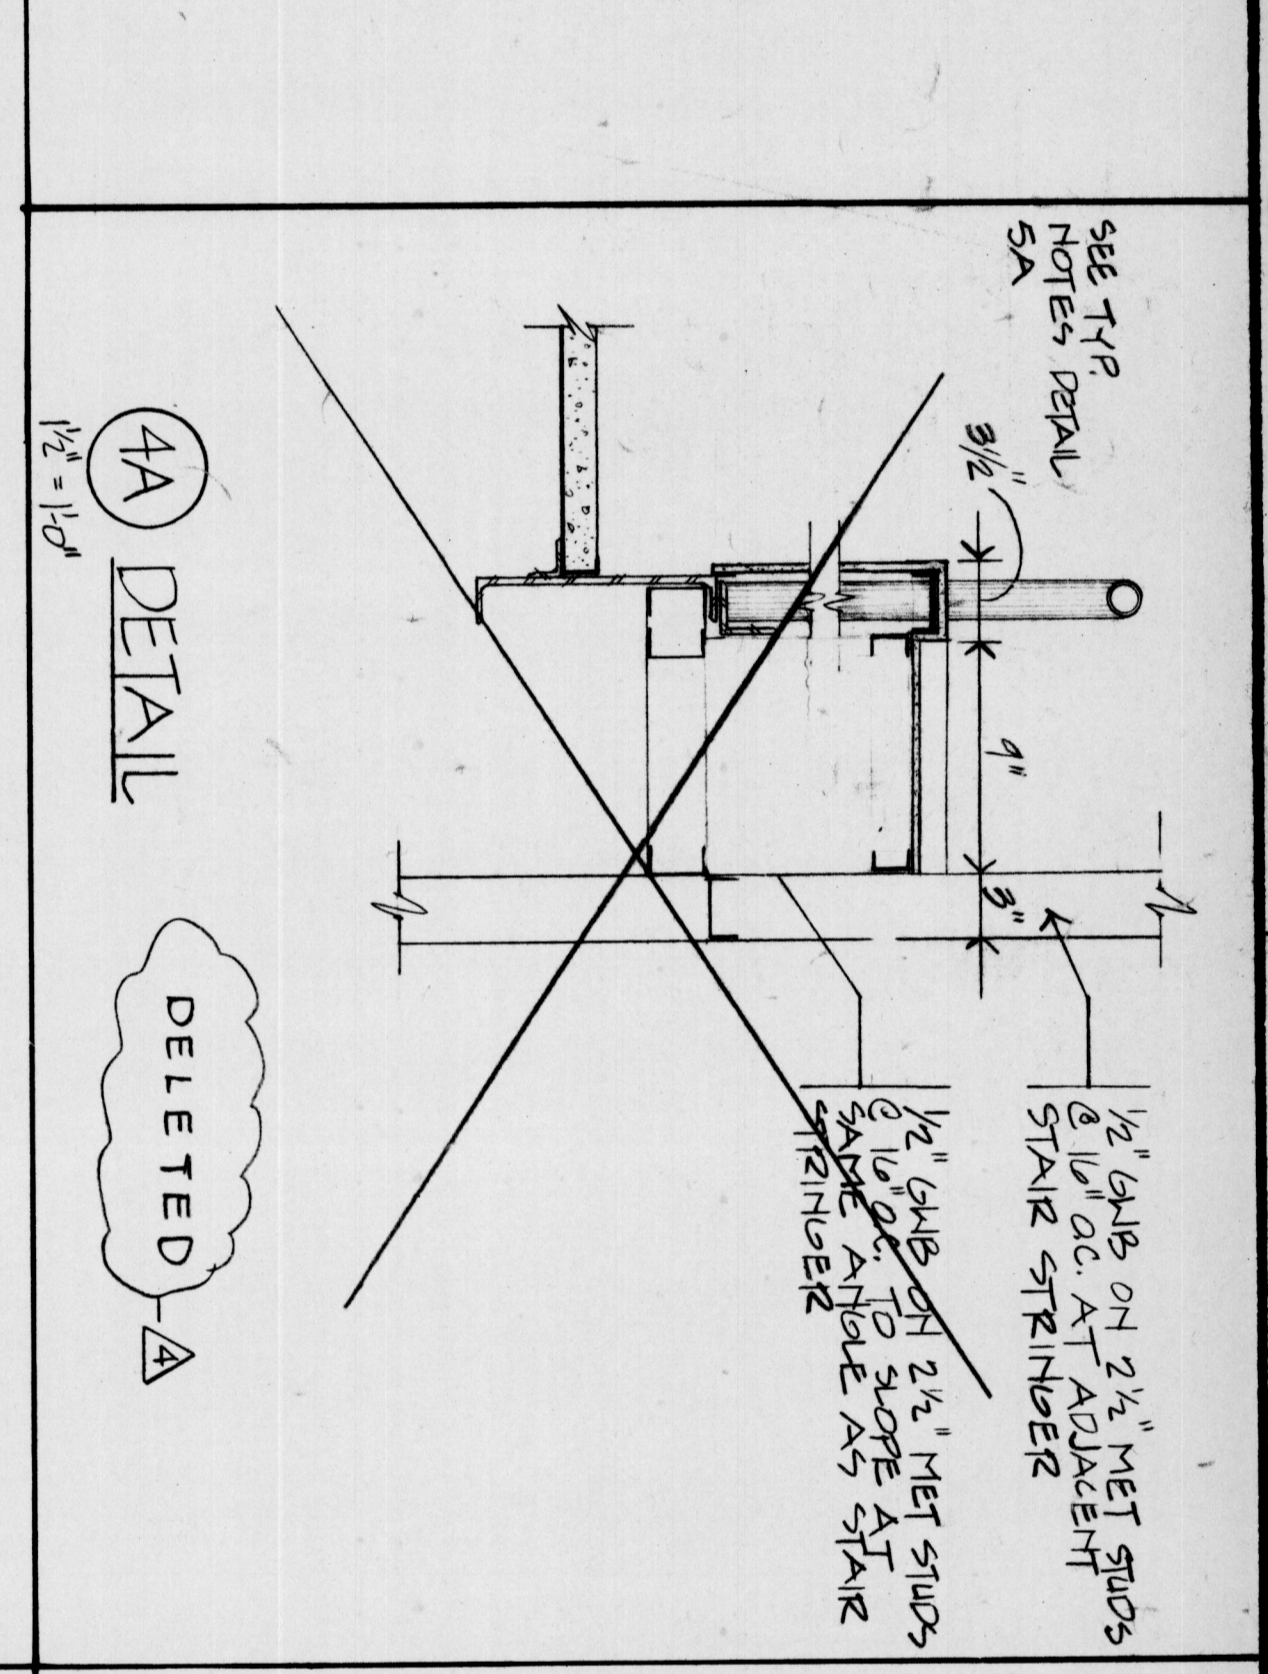 SEE TYP.
NOTES DETAIL
5A
3½"
9"
3"
½" GWB ON 2½" MET STUDS
@ 16" O.C. AT ADJACENT
STAIR STRINGER
½" GWB ON 2½" MET STUDS
@ 16" O.C. TO SLOPE AT
SAME ANGLE AS STAIR
STRINGER
4A DETAIL
1½" = 1'-0"
DELETED
4